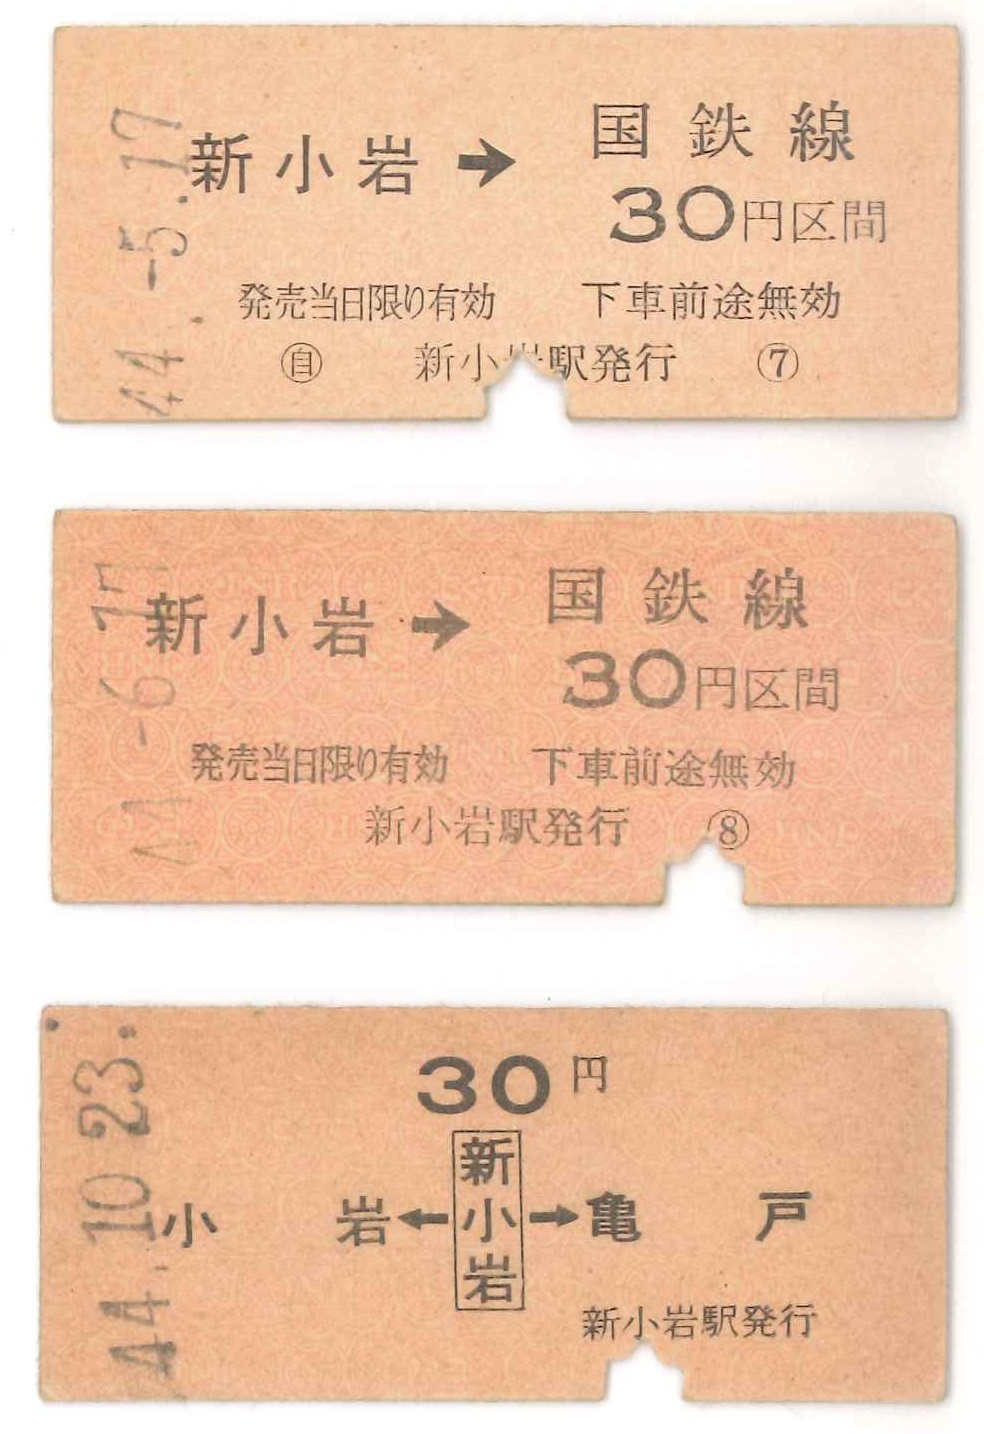 44.-5.17
新小岩 → 国鉄線
30円区間
発売当日限り有効 下車前途無効
㊐ 新小岩駅発行 ⑦
-6.17
新小岩 → 国鉄線
30円区間
発売当日限り有効 下車前途無効
新小岩駅発行 ⑧
44.10.23.
30円
小岩 ← 新小岩 → 亀戸
新小岩駅発行